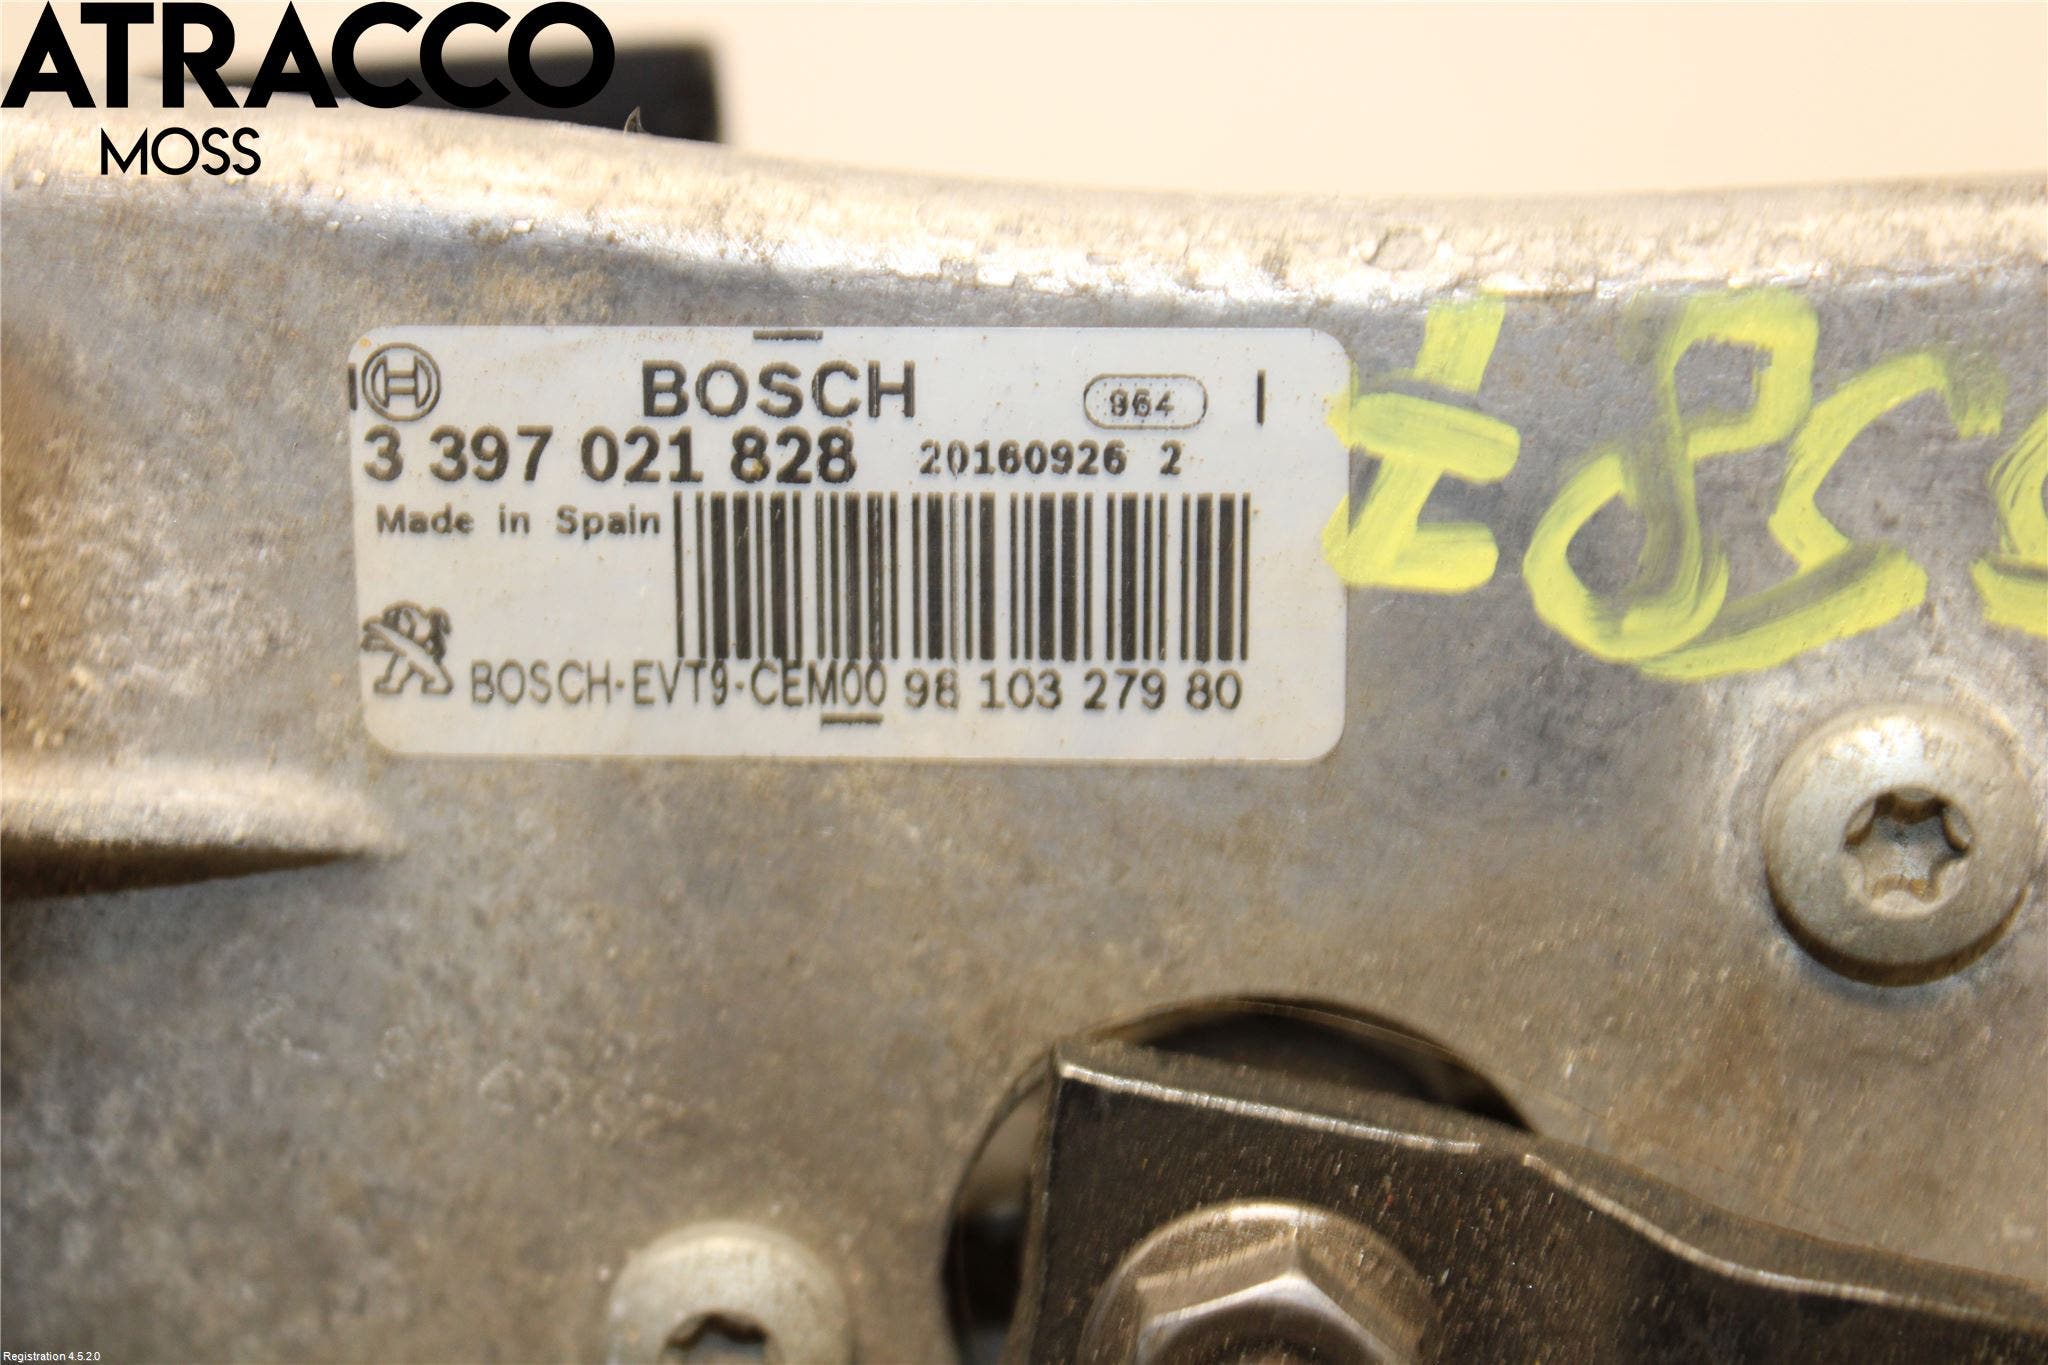 ATRACCO
MOSS
BOSCH 964
3 397 021 828 20160926 2
Made in Spain
BOSCH-EVT9-CEM00 98 103 279 80
Registration 4.5.2.0